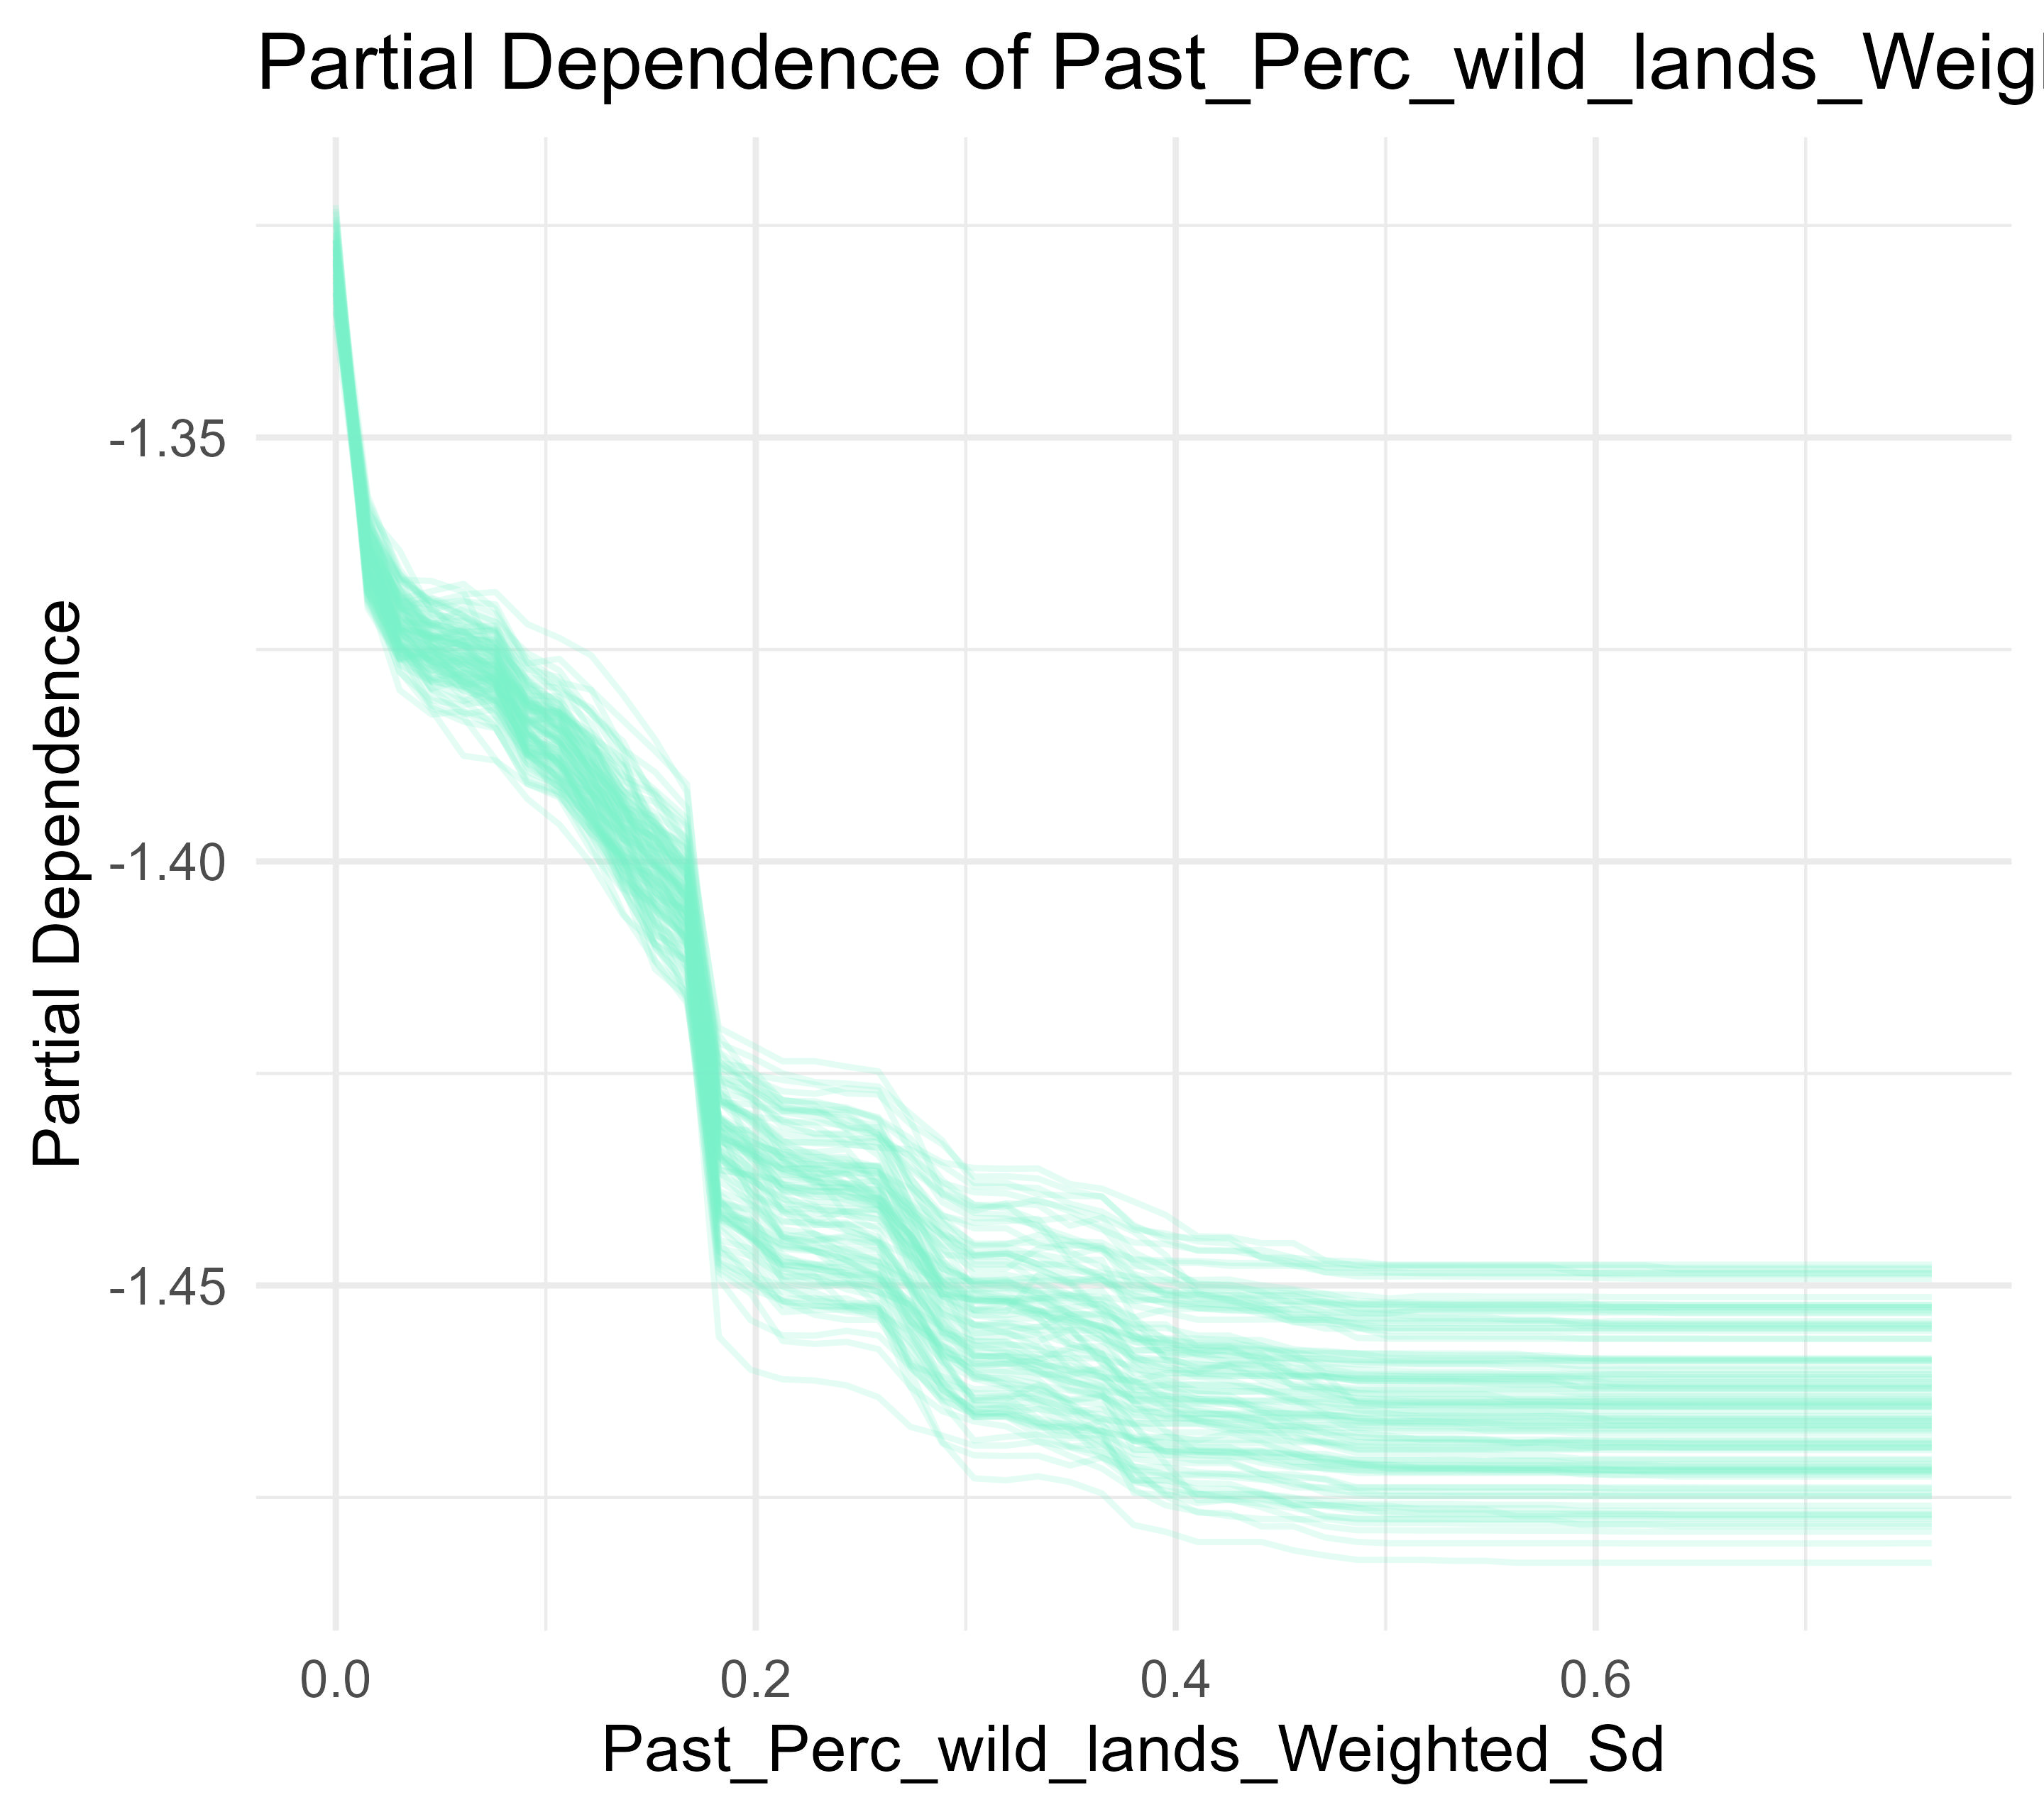 Partial Dependence of Past_Perc_wild_lands_Weig
Partial Dependence
-1.35
-1.40
-1.45
0.0 0.2 0.4 0.6
Past_Perc_wild_lands_Weighted_Sd